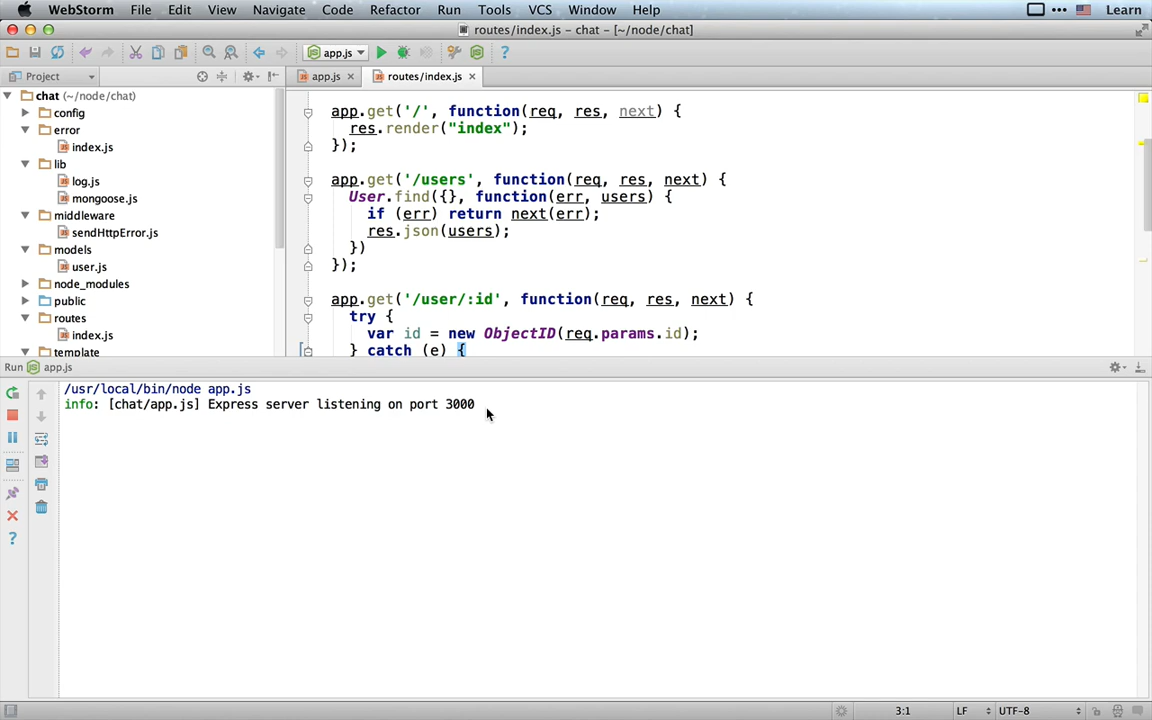 WebStorm File Edit View Navigate Code Refactor Run Tools VCS Window Help Learn
routes/index.js - chat - [~/node/chat]
app.js
Project
app.js
routes/index.js
chat (~/node/chat)
config
error
index.js
lib
log.js
mongoose.js
middleware
sendHttpError.js
models
user.js
node_modules
public
routes
index.js
template
app.get('/', function(req, res, next) {
res.render("index");
});
app.get('/users', function(req, res, next) {
User.find({}, function(err, users) {
if (err) return next(err);
res.json(users);
})
});
app.get('/user/:id', function(req, res, next) {
try {
var id = new ObjectID(req.params.id);
} catch (e) {
Run app.js
/usr/local/bin/node app.js
info: [chat/app.js] Express server listening on port 3000
3:1 LF UTF-8